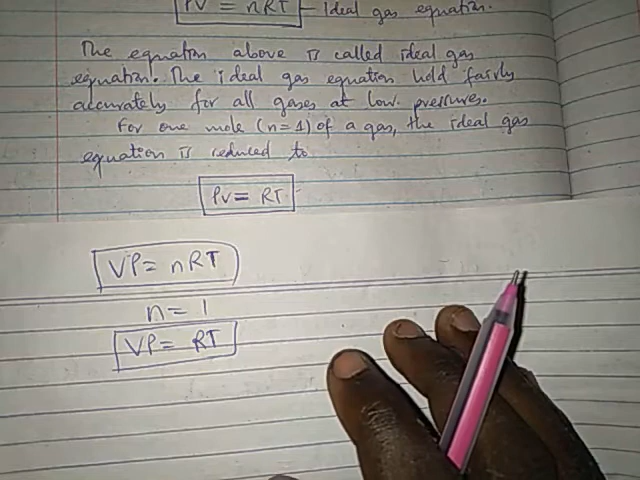 PV = nRT - Ideal gas equation.
The equation above is called ideal gas
equation. The ideal gas equation hold fairly
accurately for all gases at low pressures.
For one mole (n=1) of a gas, the ideal gas
equation is reduced to
PV = RT
VP = nRT
n = 1
VP = RT